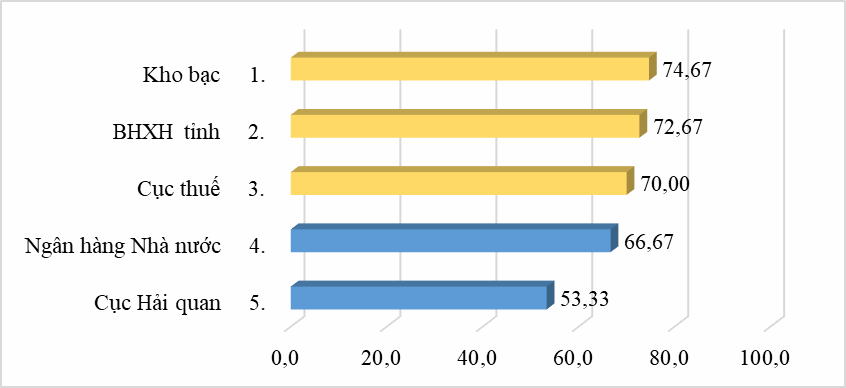 Kho bạc 1. 74,67
BHXH tỉnh 2. 72,67
Cục thuế 3. 70,00
Ngân hàng Nhà nước 4. 66,67
Cục Hải quan 5. 53,33
0,0 20,0 40,0 60,0 80,0 100,0